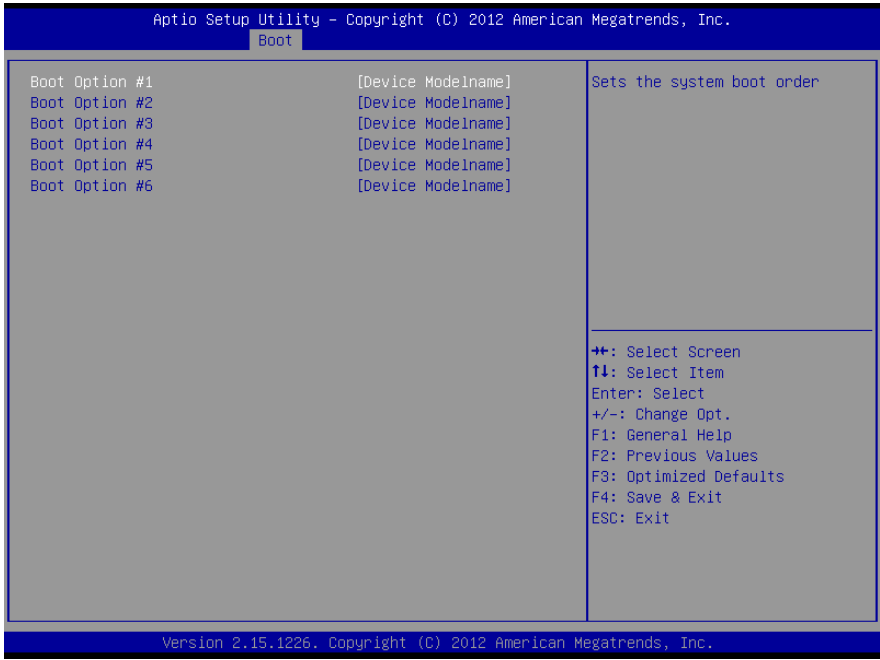 Aptio Setup Utility – Copyright (C) 2012 American Megatrends, Inc.
Boot
Boot Option #1 [Device Modelname]
Boot Option #2 [Device Modelname]
Boot Option #3 [Device Modelname]
Boot Option #4 [Device Modelname]
Boot Option #5 [Device Modelname]
Boot Option #6 [Device Modelname]
Sets the system boot order
→←: Select Screen
↑↓: Select Item
Enter: Select
+/-: Change Opt.
F1: General Help
F2: Previous Values
F3: Optimized Defaults
F4: Save & Exit
ESC: Exit
Version 2.15.1226. Copyright (C) 2012 American Megatrends, Inc.